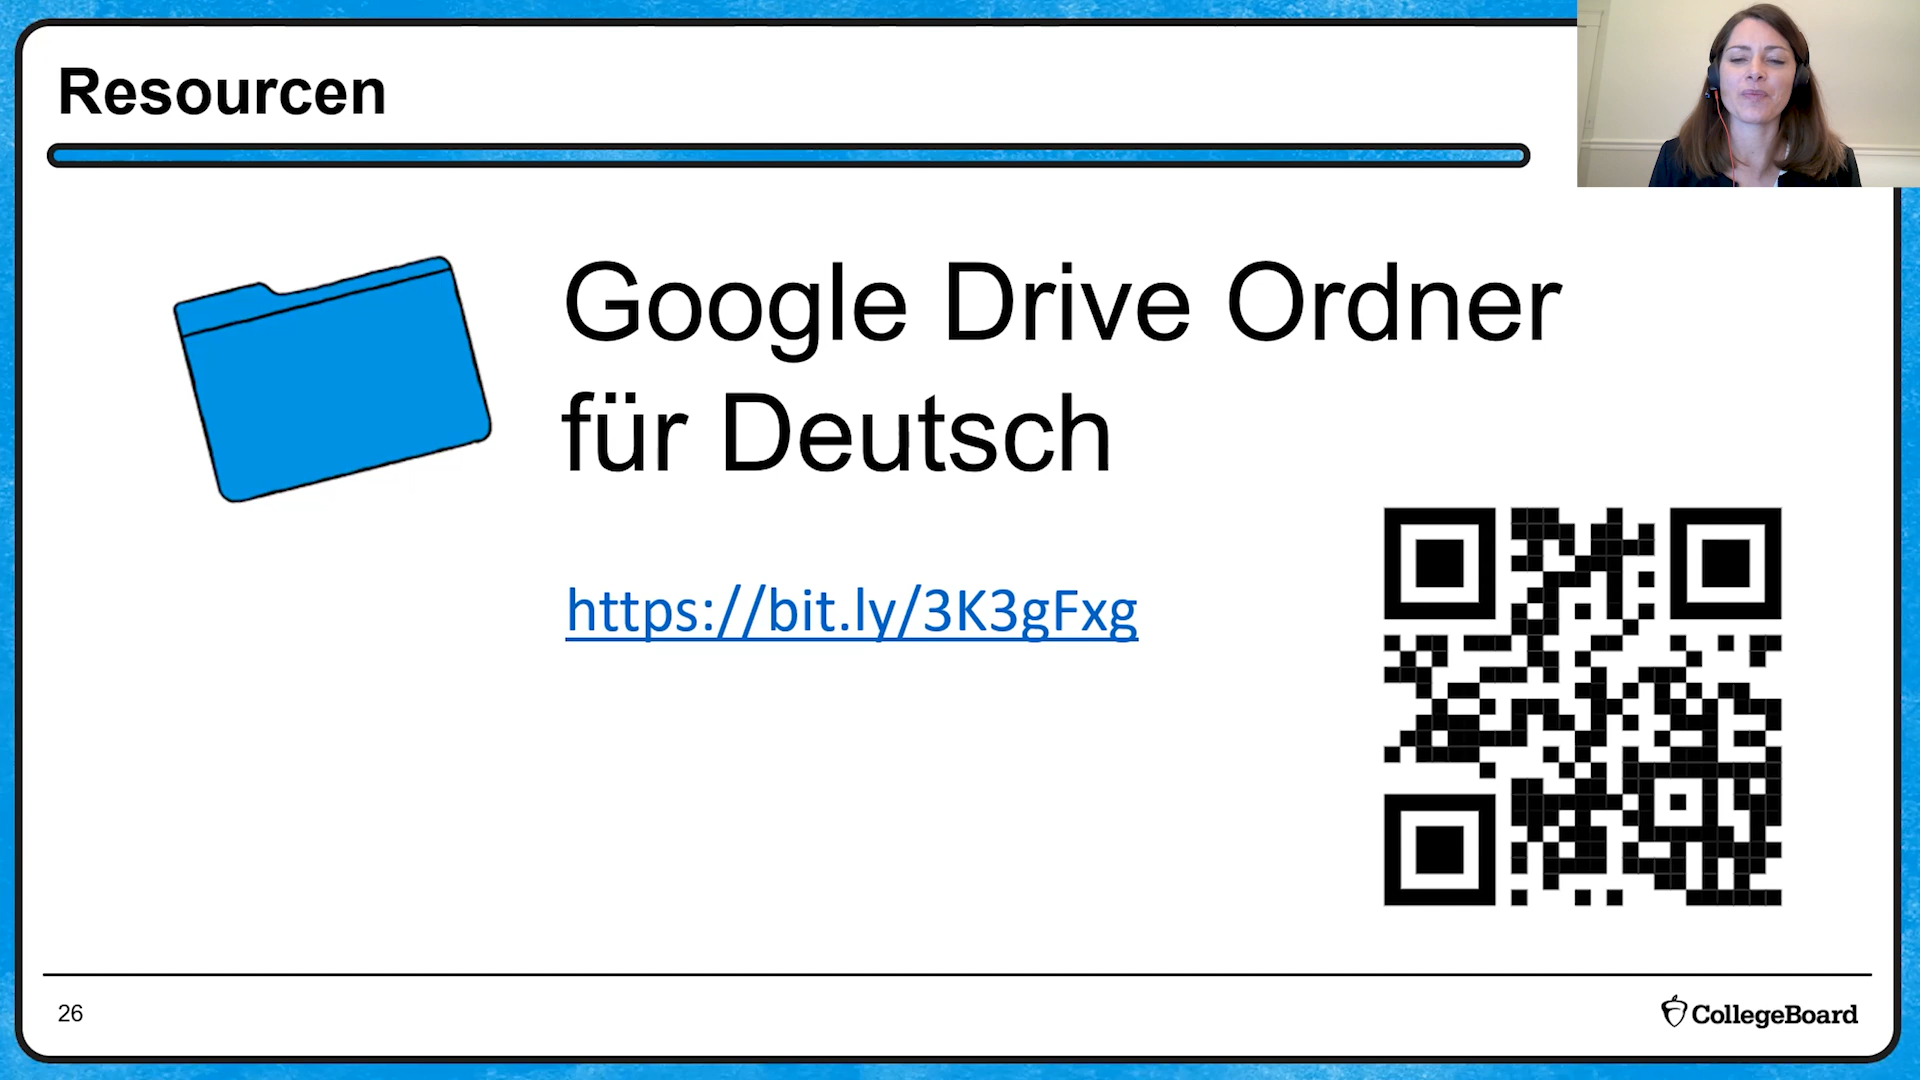 Resourcen
Google Drive Ordner
für Deutsch
https://bit.ly/3K3gFxg
26
CollegeBoard